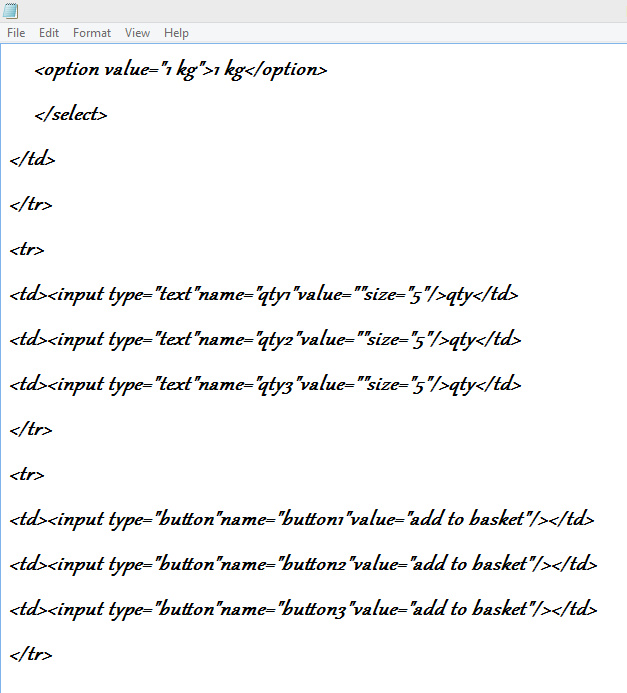 File Edit Format View Help
<option value="1 kg">1 kg</option>
</select>
</td>
</tr>
<tr>
<td><input type="text"name="qty1"value=""size="5"/>qty</td>
<td><input type="text"name="qty2"value=""size="5"/>qty</td>
<td><input type="text"name="qty3"value=""size="5"/>qty</td>
</tr>
<tr>
<td><input type="button"name="button1"value="add to basket"/></td>
<td><input type="button"name="button2"value="add to basket"/></td>
<td><input type="button"name="button3"value="add to basket"/></td>
</tr>